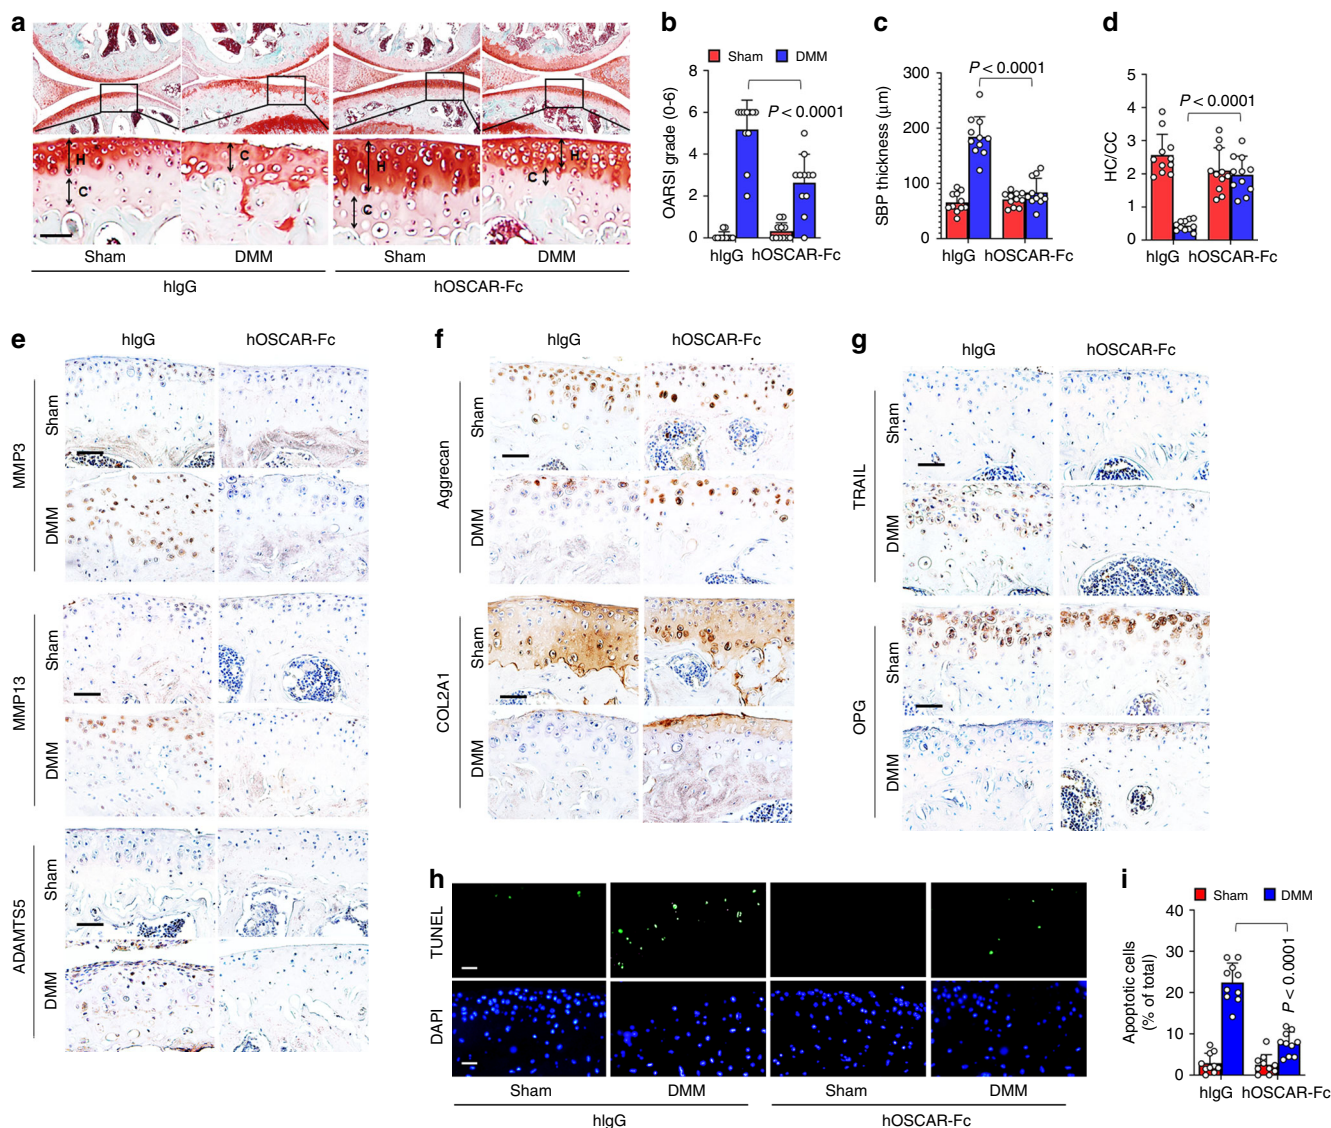 a
H
C
C
H
C
H
C
Sham
DMM
Sham
DMM
hIgG
hOSCAR-Fc
b
Sham
DMM
OARSI grade (0-6)
8
6
4
2
0
P < 0.0001
hIgG
hOSCAR-Fc
c
SBP thickness (μm)
300
200
100
0
P < 0.0001
hIgG
hOSCAR-Fc
d
HC/CC
5
4
3
2
1
0
P < 0.0001
hIgG
hOSCAR-Fc
e
hIgG
hOSCAR-Fc
MMP3
Sham
DMM
MMP13
Sham
DMM
ADAMTS5
Sham
DMM
f
hIgG
hOSCAR-Fc
Aggrecan
Sham
DMM
COL2A1
Sham
DMM
g
hIgG
hOSCAR-Fc
TRAIL
Sham
DMM
OPG
Sham
DMM
h
TUNEL
DAPI
Sham
DMM
Sham
DMM
hIgG
hOSCAR-Fc
i
Sham
DMM
Apoptotic cells
(% of total)
40
30
20
10
0
P < 0.0001
hIgG
hOSCAR-Fc